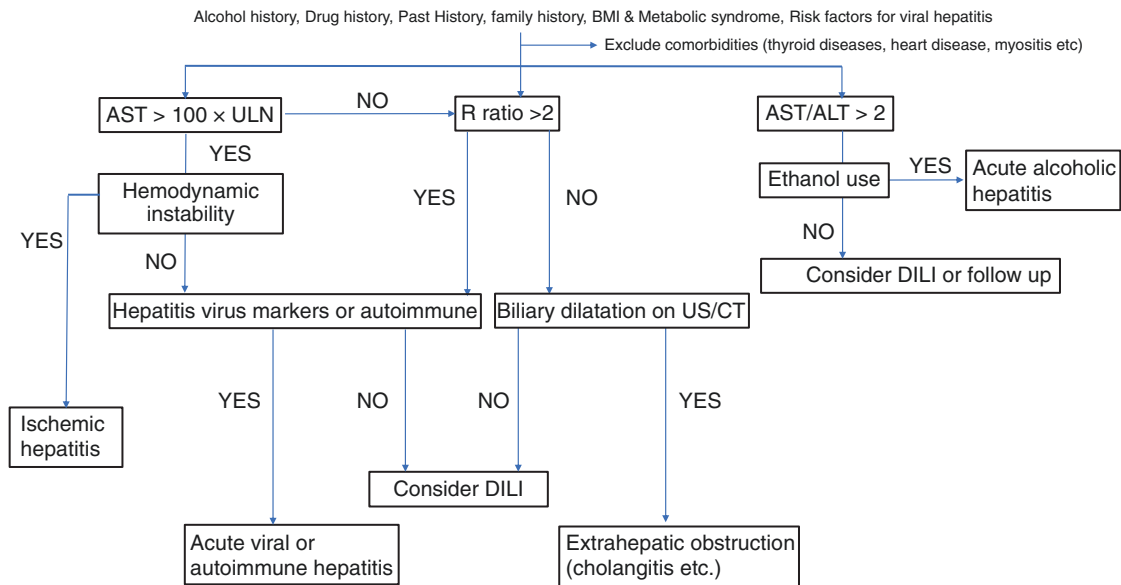 Alcohol history, Drug history, Past History, family history, BMI & Metabolic syndrome, Risk factors for viral hepatitis
Exclude comorbidities (thyroid diseases, heart disease, myositis etc)
AST > 100 × ULN
NO
R ratio >2
AST/ALT > 2
YES
Hemodynamic
instability
YES
NO
Ethanol use
YES
Acute alcoholic
hepatitis
YES
NO
NO
Consider DILI or follow up
Hepatitis virus markers or autoimmune
Biliary dilatation on US/CT
YES
NO
NO
YES
Ischemic
hepatitis
Consider DILI
Acute viral or
autoimmune hepatitis
Extrahepatic obstruction
(cholangitis etc.)